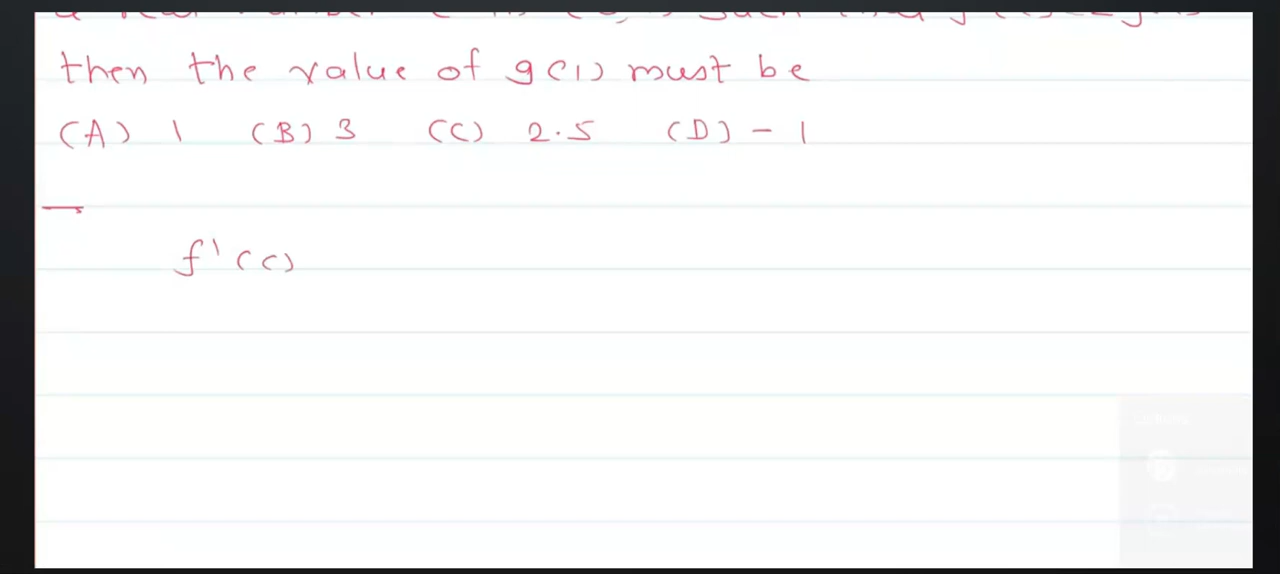 then the value of g(1) must be
(A) 1 (B) 3 (C) 2.5 (D) - 1
f'(c)